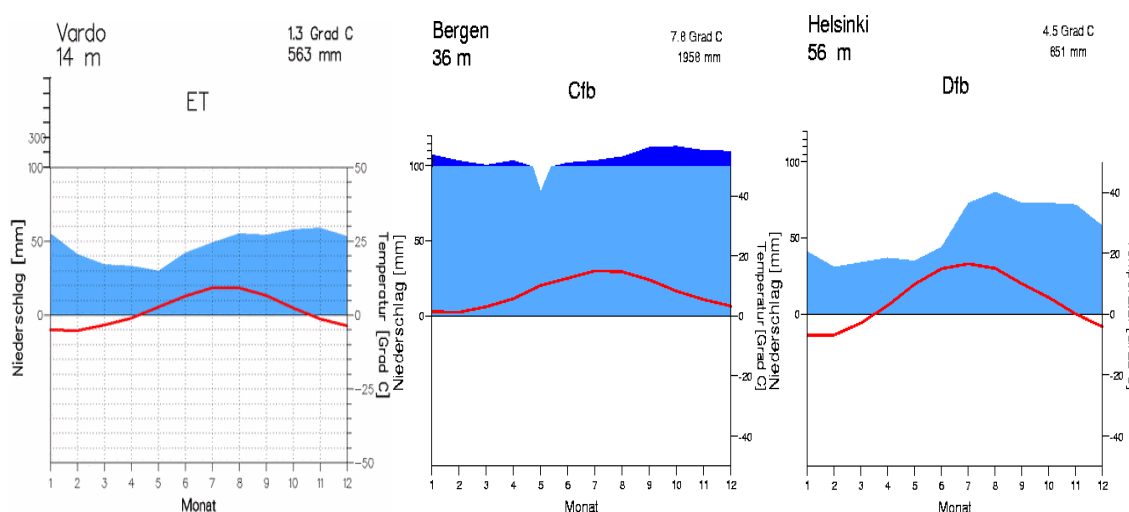 Vardo
14 m
1.3 Grad C
563 mm
ET
300
100
50
0
50
25
0
−25
−50
Niederschlag [mm]
Temperatur [Grad C]
1 2 3 4 5 6 7 8 9 10 11 12
Monat
Bergen
36 m
7.8 Grad C
1958 mm
Cfb
100
50
0
40
20
0
-20
-40
Niederschlag [mm]
Temperatur [Grad C]
1 2 3 4 5 6 7 8 9 10 11 12
Monat
Helsinki
56 m
4.5 Grad C
651 mm
Dfb
100
50
0
40
20
0
-20
-40
Niederschlag [mm]
1 2 3 4 5 6 7 8 9 10 11 12
Monat